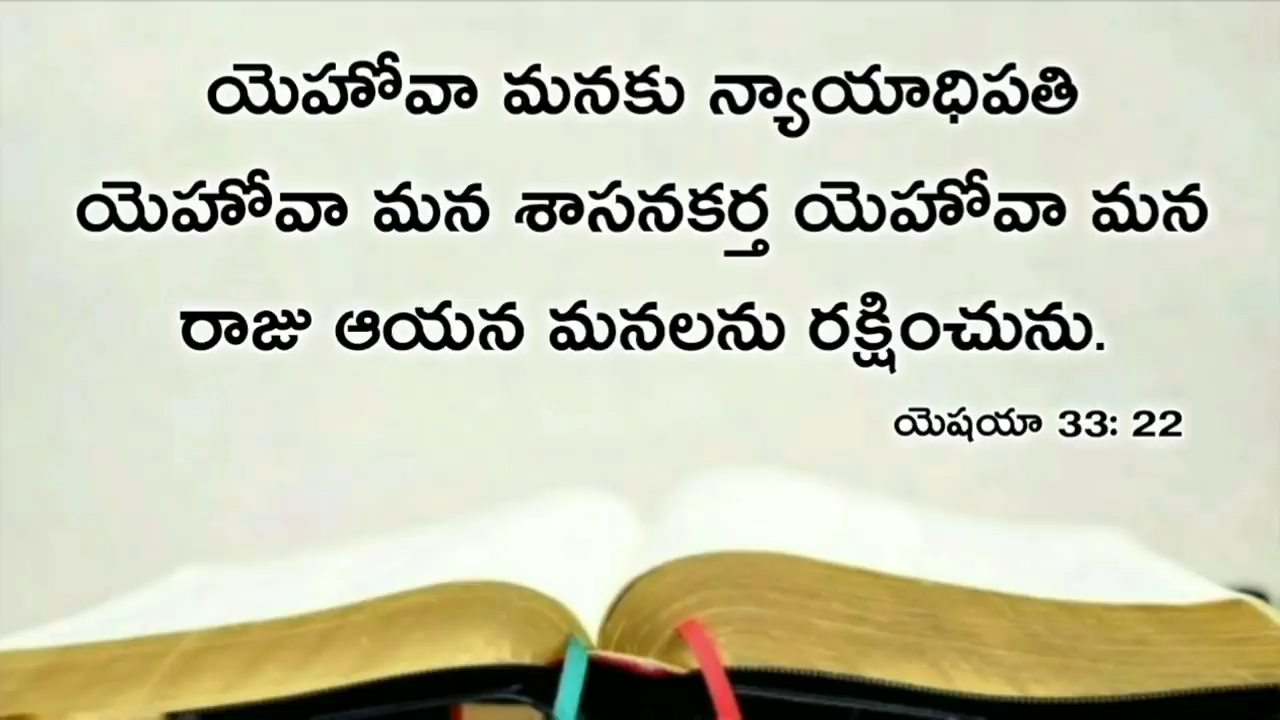 యెహోవా మనకు న్యాయాధిపతి
యెహోవా మన శాసనకర్త యెహోవా మన
రాజు ఆయన మనలను రక్షించును.
యెషయా 33: 22